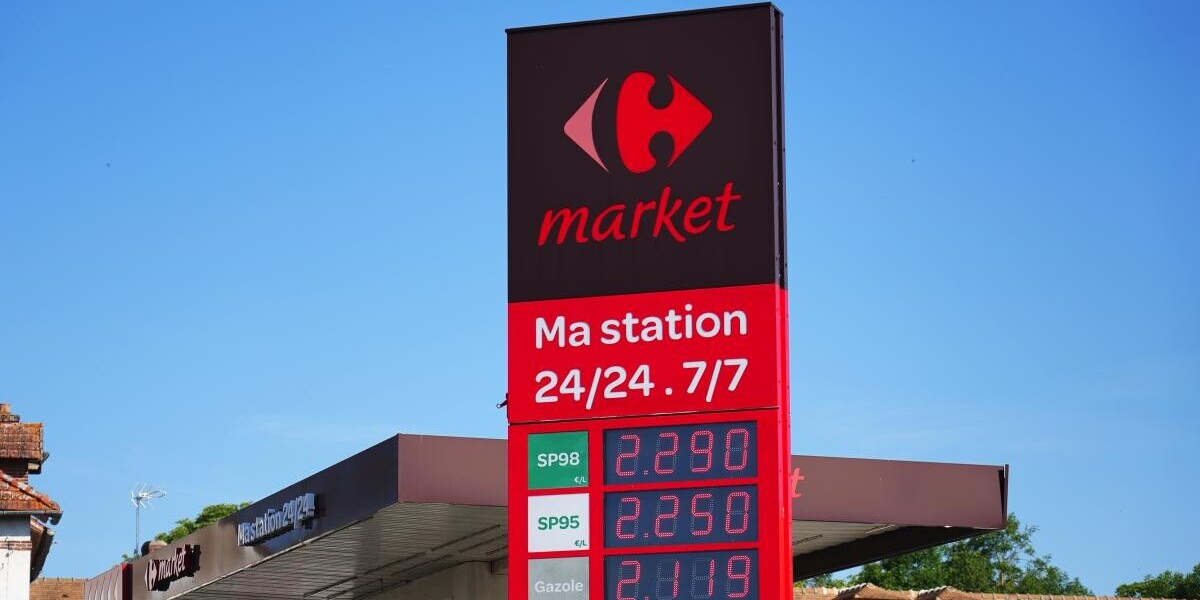 market
Ma station
24/24.7/7
SP98 2.290
€/L
SP95 2.250
€/L
Gazole 2.119
Ma station 24/24
market
t